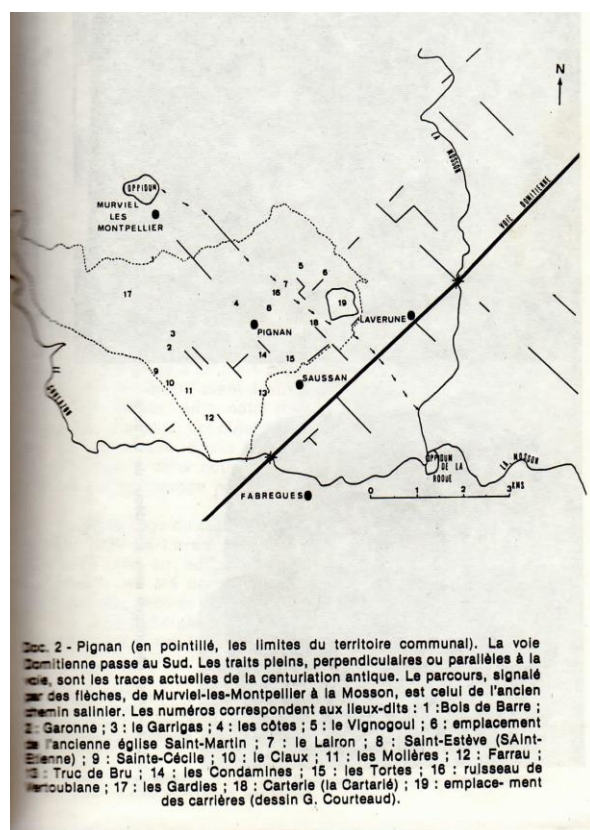 N
LA MOSSON
VOIE DOMITIENNE
OPPIDUM
MURVIEL
LES
MONTPELLIER
5
6
7
17
16
19
4
6
18
LAVERUNE
PIGNAN
3
2
14
15
9
SAUSSAN
10
11
13
12
LE
OPPIDUM
DE LA
ROQUE
LA MOSSON
FABREGUES
0 1 2 3 KMS
Doc. 2 - Pignan (en pointillé, les limites du territoire communal). La voie
Domitienne passe au Sud. Les traits pleins, perpendiculaires ou parallèles à la
voie, sont les traces actuelles de la centuriation antique. Le parcours, signalé
par des flèches, de Murviel-les-Montpellier à la Mosson, est celui de l'ancien
chemin salinier. Les numéros correspondent aux lieux-dits : 1 :Bois de Barre ;
2 : Garonne ; 3 : le Garrigas ; 4 : les côtes ; 5 : le Vignogoul ; 6 : emplacement
de l'ancienne église Saint-Martin ; 7 : le Lairon ; 8 : Saint-Estève (SAInt-
Etienne) ; 9 : Sainte-Cécile ; 10 : le Claux ; 11 : les Molières ; 12 : Farrau ;
13 : Truc de Bru ; 14 : les Condamines ; 15 : les Tortes ; 16 : ruisseau de
Vertoublane ; 17 : les Gardies ; 18 : Carterie (la Cartarié) ; 19 : emplace- ment
des carrières (dessin G. Courteaud).